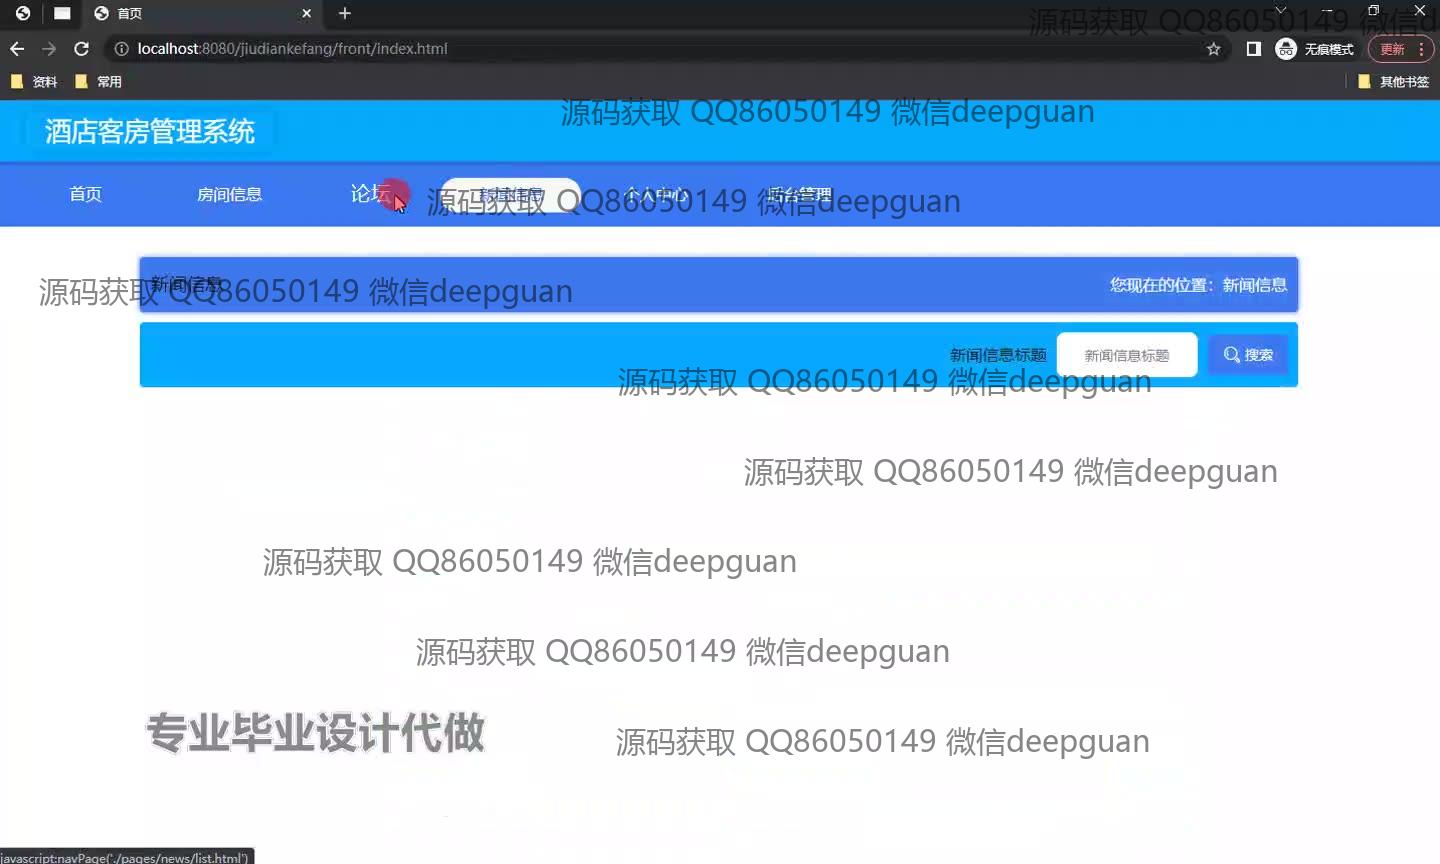 首页
源码获取 QQ86050149 微信d
localhost:8080/jiudiankefang/front/index.html
无痕模式
更新
资料
常用
其他书签
酒店客房管理系统
源码获取 QQ86050149 微信deepguan
首页
房间信息
论坛
新闻信息
个人中心
后台管理
源码获取 QQ86050149 微信deepguan
新闻信息
您现在的位置：新闻信息
源码获取 QQ86050149 微信deepguan
新闻信息标题
新闻信息标题
搜索
源码获取 QQ86050149 微信deepguan
源码获取 QQ86050149 微信deepguan
源码获取 QQ86050149 微信deepguan
源码获取 QQ86050149 微信deepguan
专业毕业设计代做
源码获取 QQ86050149 微信deepguan
javascript:navPage('./pages/news/list.html')